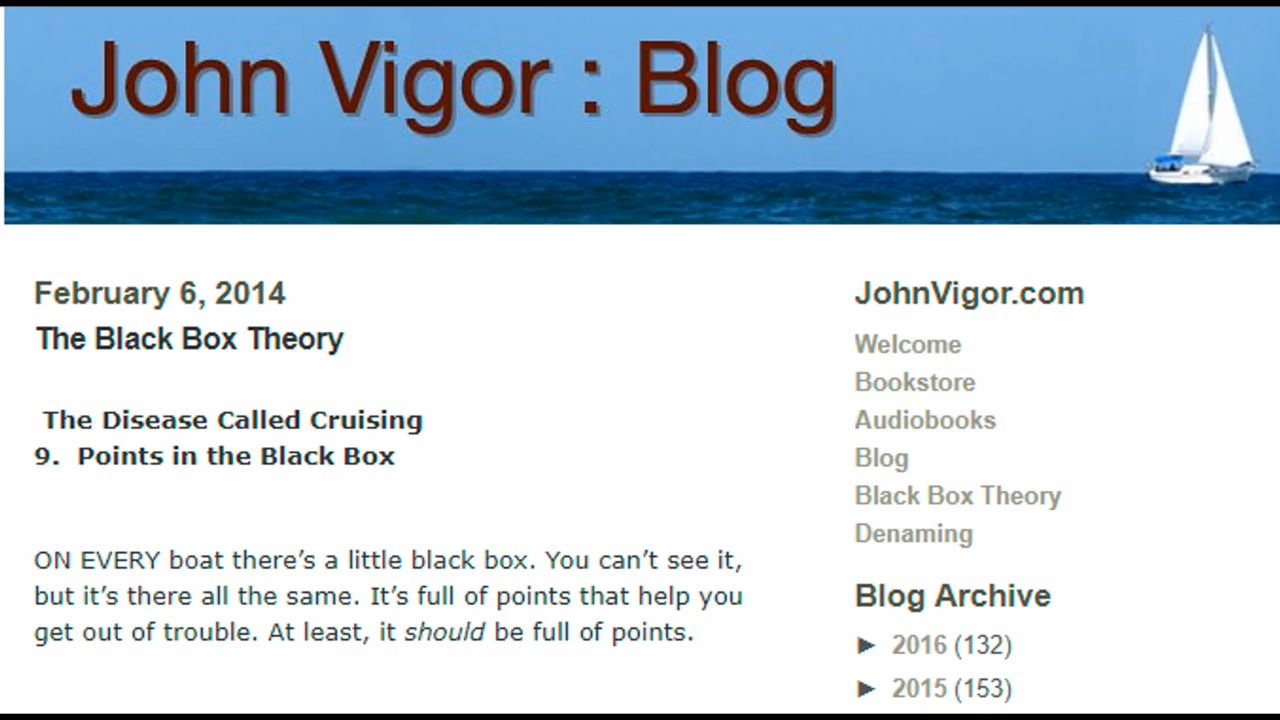 John Vigor : Blog
February 6, 2014
The Black Box Theory
The Disease Called Cruising
9. Points in the Black Box
ON EVERY boat there’s a little black box. You can’t see it,
but it’s there all the same. It’s full of points that help you
get out of trouble. At least, it should be full of points.
JohnVigor.com
Welcome
Bookstore
Audiobooks
Blog
Black Box Theory
Denaming
Blog Archive
► 2016 (132)
► 2015 (153)